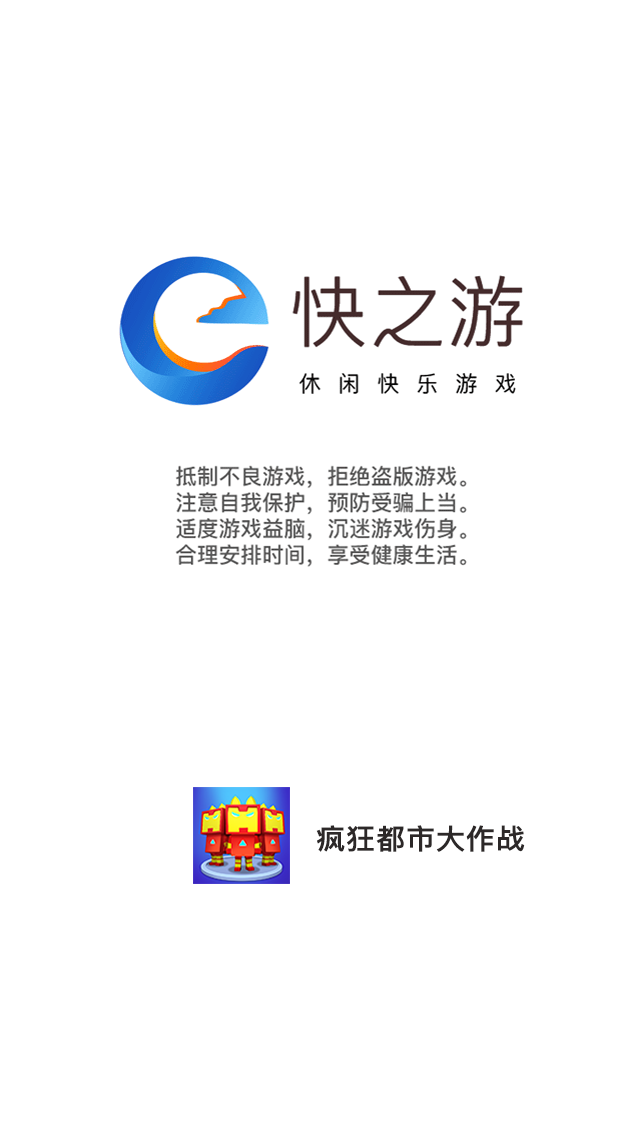 快之游
休闲快乐游戏
抵制不良游戏，拒绝盗版游戏。
注意自我保护，预防受骗上当。
适度游戏益脑，沉迷游戏伤身。
合理安排时间，享受健康生活。
疯狂都市大作战